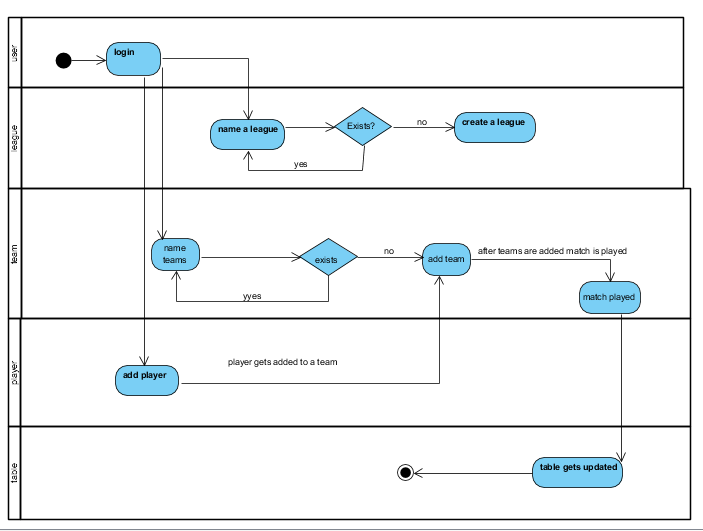 user
login
league
name a league
Exists?
no
create a league
yes
team
name
teams
exists
no
add team
after teams are added match is played
yyes
match played
player
add player
player gets added to a team
table
table gets updated